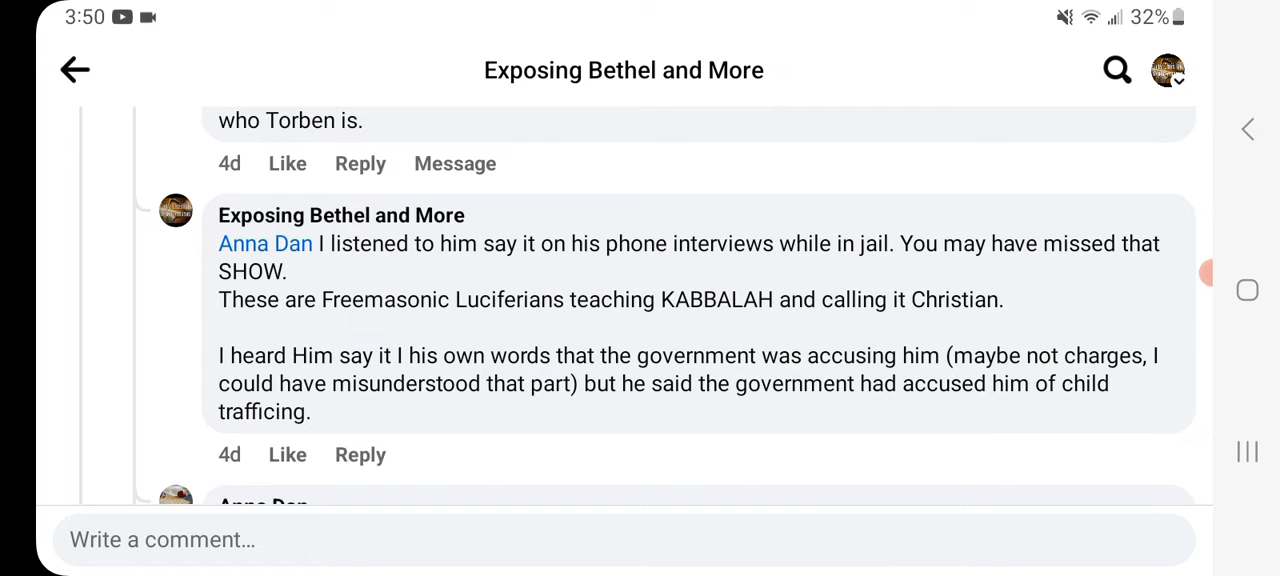 3:50 32%
Exposing Bethel and More
who Torben is.
4d Like Reply Message
Exposing Bethel and More
Anna Dan I listened to him say it on his phone interviews while in jail. You may have missed that
SHOW.
These are Freemasonic Luciferians teaching KABBALAH and calling it Christian.
I heard Him say it I his own words that the government was accusing him (maybe not charges, I
could have misunderstood that part) but he said the government had accused him of child
trafficing.
4d Like Reply
Anna Dan
Write a comment...